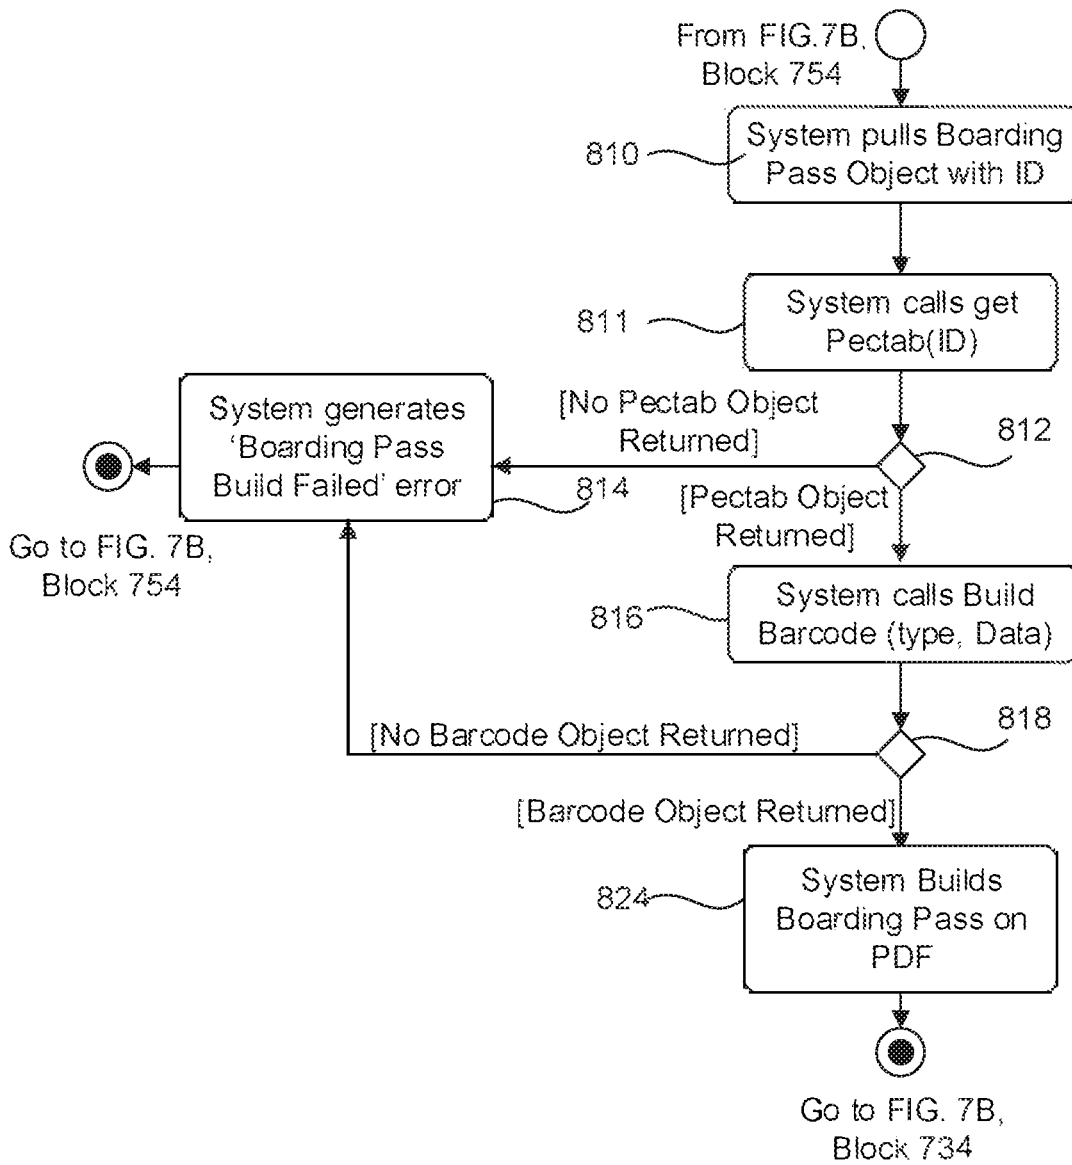 From FIG.7B,
Block 754
810
System pulls Boarding
Pass Object with ID
811
System calls get
Pectab(ID)
[No Pectab Object
Returned]
812
System generates
‘Boarding Pass
Build Failed’ error
814
Go to FIG. 7B,
Block 754
[Pectab Object
Returned]
816
System calls Build
Barcode (type, Data)
818
[No Barcode Object Returned]
[Barcode Object Returned]
824
System Builds
Boarding Pass on
PDF
Go to FIG. 7B,
Block 734